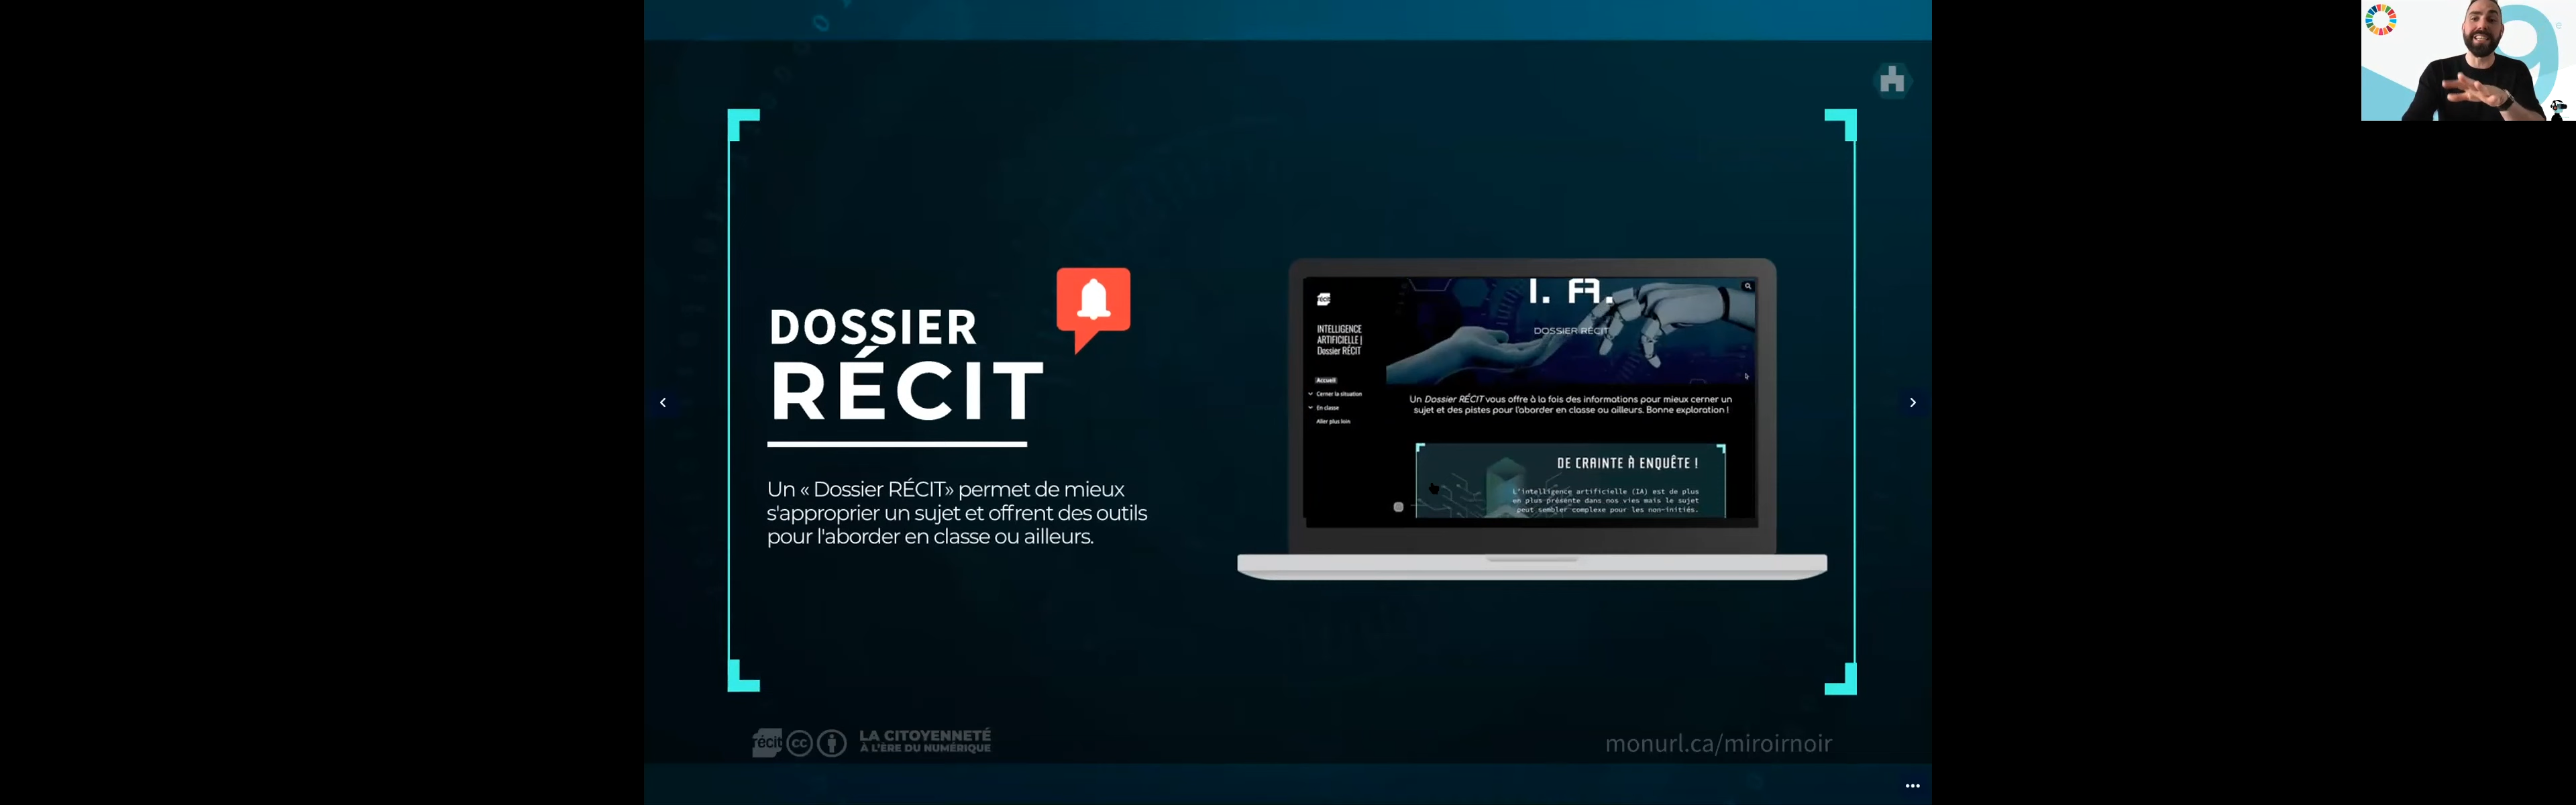 DOSSIER
RÉCIT
Un « Dossier RÉCIT» permet de mieux
s'approprier un sujet et offrent des outils
pour l'aborder en classe ou ailleurs.
récit
INTELLIGENCE
ARTIFICIELLE |
Dossier RÉCIT
Accueil
Cerner la situation
En classe
Aller plus loin
I. A.
DOSSIER RÉCIT
Un Dossier RÉCIT vous offre à la fois des informations pour mieux cerner un
sujet et des pistes pour l'aborder en classe ou ailleurs. Bonne exploration !
DE CRAINTE À ENQUÊTE !
L'intelligence artificielle (IA) est de plus
en plus présente dans nos vies mais le sujet
peut sembler complexe pour les non-initiés.
récit cc
LA CITOYENNETÉ
À L'ÈRE DU NUMÉRIQUE
monurl.ca/miroirnoir
9